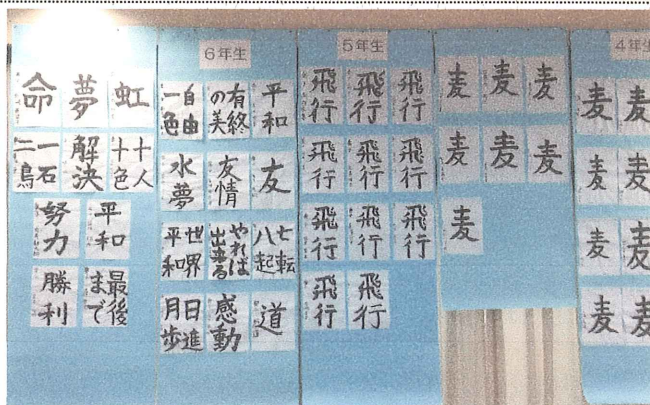 命 夢 虹
一石二鳥 解決 十人十色
努力 平和
勝利 最後まで
6年生
自由一色 有終の美 平和
水夢 友情 友
世界平和 やれば出来る 七転八起
日進月歩 感動 道
5年生
飛行 飛行 飛行
飛行 飛行 飛行
飛行 飛行 飛行
飛行 飛行
麦 麦 麦
麦 麦 麦
麦
4年生
麦 麦
麦 麦
麦 麦
麦 麦